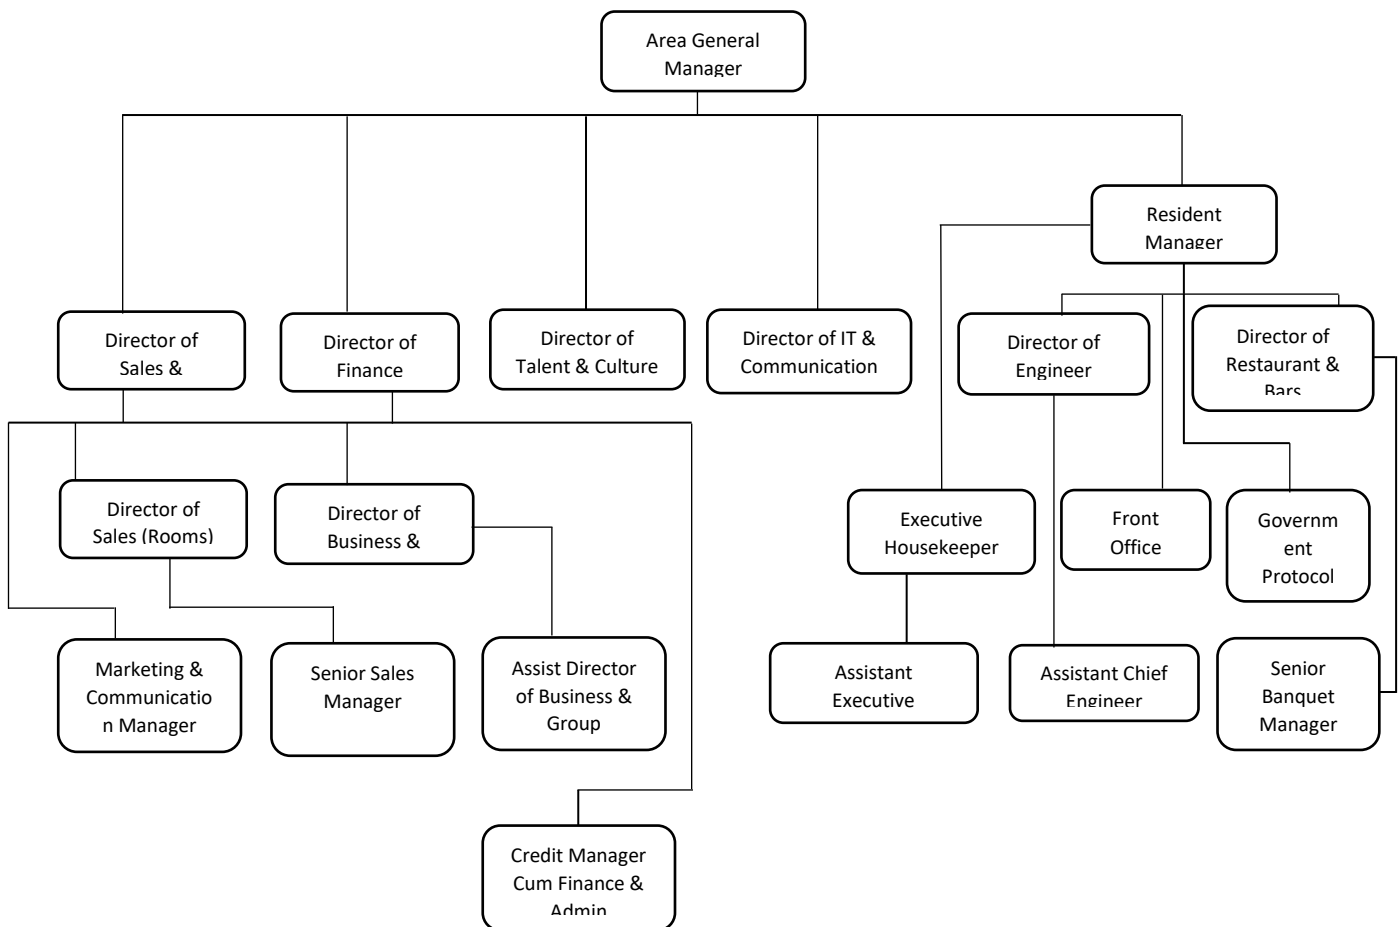 Area General
Manager
Resident
Manager
Director of
Sales &
Director of
Finance
Director of
Talent & Culture
Director of IT &
Communication
Director of
Engineer
Director of
Restaurant &
Bars
Director of
Sales (Rooms)
Director of
Business &
Executive
Housekeeper
Front
Office
Governm
ent
Protocol
Marketing &
Communicatio
n Manager
Senior Sales
Manager
Assist Director
of Business &
Group
Assistant
Executive
Assistant Chief
Engineer
Senior
Banquet
Manager
Credit Manager
Cum Finance &
Admin